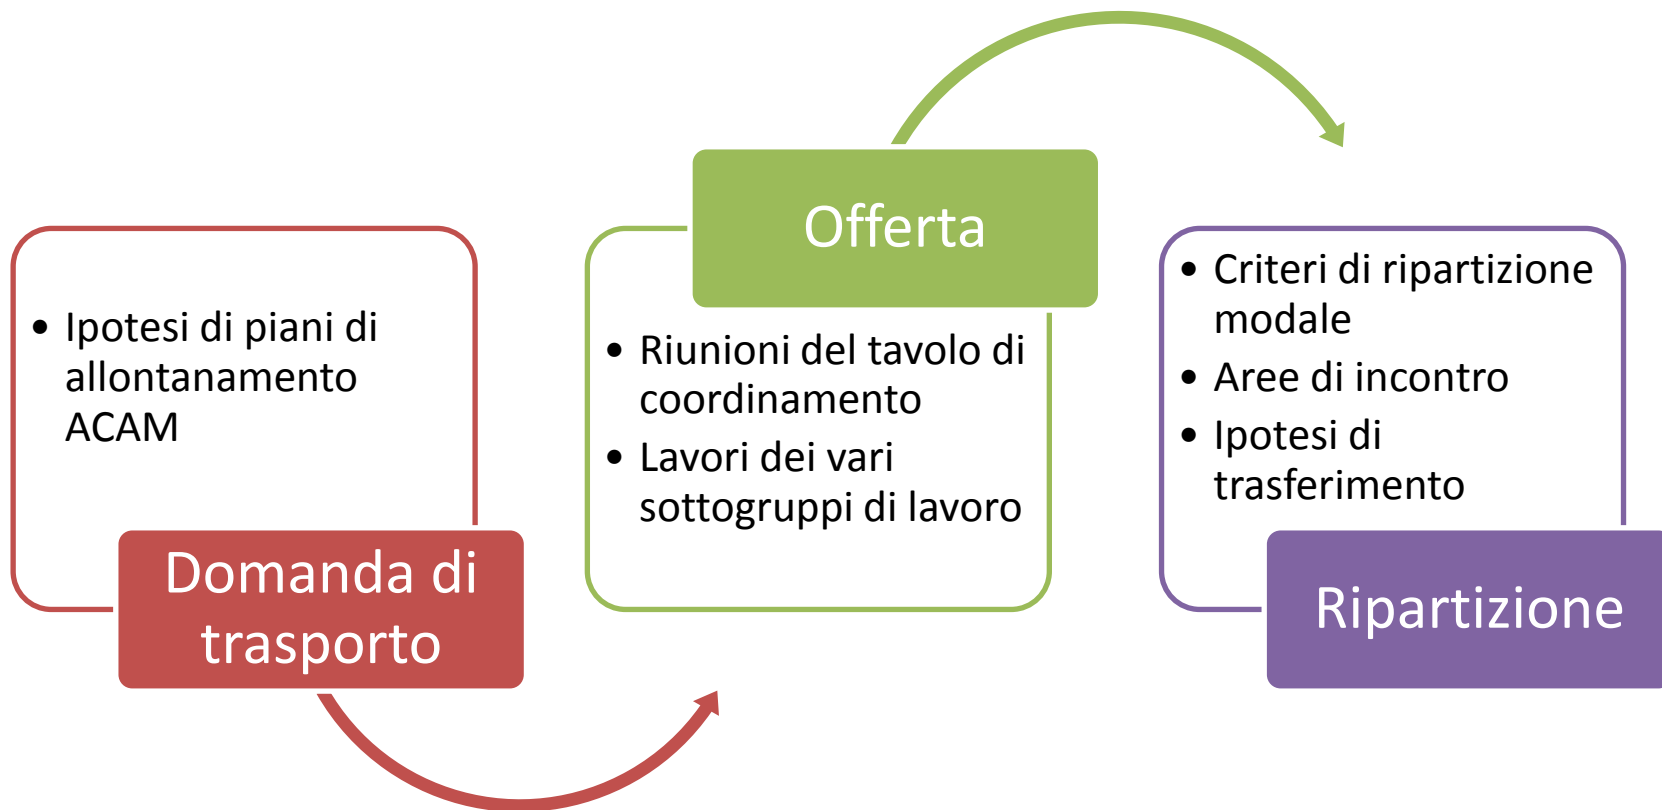 • Ipotesi di piani di
allontanamento
ACAM
Domanda di
trasporto
Offerta
• Riunioni del tavolo di
coordinamento
• Lavori dei vari
sottogruppi di lavoro
• Criteri di ripartizione
modale
• Aree di incontro
• Ipotesi di
trasferimento
Ripartizione